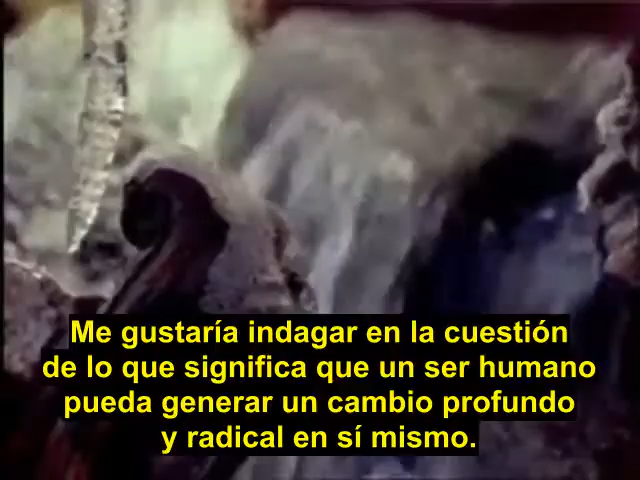 Me gustaría indagar en la cuestión
de lo que significa que un ser humano
pueda generar un cambio profundo
y radical en sí mismo.